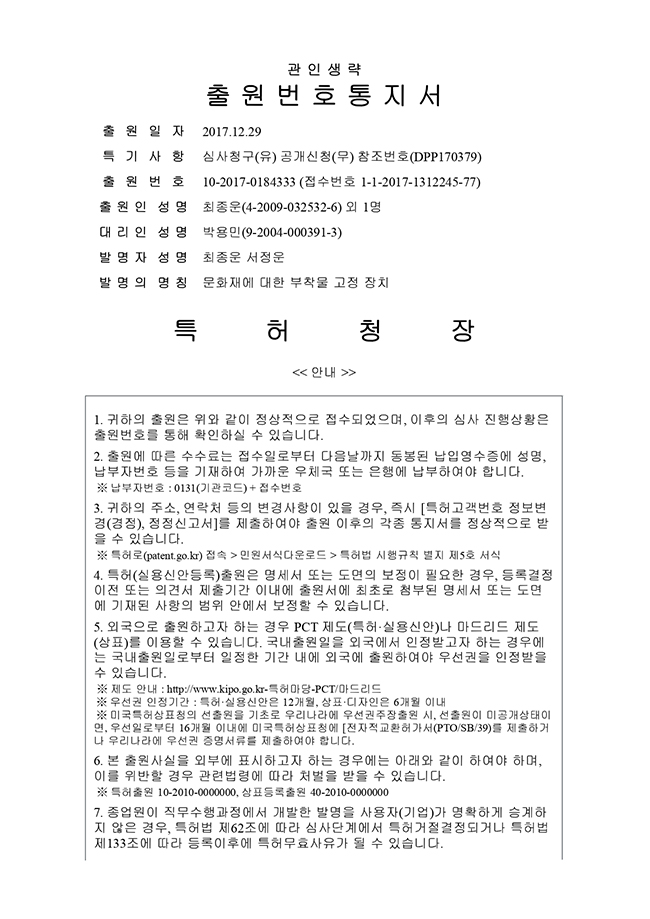 관 인 생 략
출 원 번 호 통 지 서
출 원 일 자 2017.12.29
특 기 사 항 심사청구(유) 공개신청(무) 참조번호(DPP170379)
출 원 번 호 10-2017-0184333 (접수번호 1-1-2017-1312245-77)
출원인 성명 최종운(4-2009-032532-6) 외 1명
대리인 성명 박용민(9-2004-000391-3)
발명자 성명 최종운 서정운
발명의 명칭 문화재에 대한 부착물 고정 장치
특 허 청 장
<< 안내 >>
1. 귀하의 출원은 위와 같이 정상적으로 접수되었으며, 이후의 심사 진행상황은
출원번호를 통해 확인하실 수 있습니다.
2. 출원에 따른 수수료는 접수일로부터 다음날까지 동봉된 납입영수증에 성명,
납부자번호 등을 기재하여 가까운 우체국 또는 은행에 납부하여야 합니다.
※ 납부자번호 : 0131(기관코드) + 접수번호
3. 귀하의 주소, 연락처 등의 변경사항이 있을 경우, 즉시 [특허고객번호 정보변
경(경정), 정정신고서]를 제출하여야 출원 이후의 각종 통지서를 정상적으로 받
을 수 있습니다.
※ 특허로(patent.go.kr) 접속 > 민원서식다운로드 > 특허법 시행규칙 별지 제5호 서식
4. 특허(실용신안등록)출원은 명세서 또는 도면의 보정이 필요한 경우, 등록결정
이전 또는 의견서 제출기간 이내에 출원서에 최초로 첨부된 명세서 또는 도면
에 기재된 사항의 범위 안에서 보정할 수 있습니다.
5. 외국으로 출원하고자 하는 경우 PCT 제도(특허·실용신안)나 마드리드 제도
(상표)를 이용할 수 있습니다. 국내출원일을 외국에서 인정받고자 하는 경우에
는 국내출원일로부터 일정한 기간 내에 외국에 출원하여야 우선권을 인정받을
수 있습니다.
※ 제도 안내 : http://www.kipo.go.kr-특허마당-PCT/마드리드
※ 우선권 인정기간 : 특허·실용신안은 12개월, 상표·디자인은 6개월 이내
※ 미국특허상표청의 선출원을 기초로 우리나라에 우선권주장출원 시, 선출원이 미공개상태이
면, 우선일로부터 16개월 이내에 미국특허상표청에 [전자적교환허가서(PTO/SB/39)를 제출하거
나 우리나라에 우선권 증명서류를 제출하여야 합니다.
6. 본 출원사실을 외부에 표시하고자 하는 경우에는 아래와 같이 하여야 하며,
이를 위반할 경우 관련법령에 따라 처벌을 받을 수 있습니다.
※ 특허출원 10-2010-0000000, 상표등록출원 40-2010-0000000
7. 종업원이 직무수행과정에서 개발한 발명을 사용자(기업)가 명확하게 승계하
지 않은 경우, 특허법 제62조에 따라 심사단계에서 특허거절결정되거나 특허법
제133조에 따라 등록이후에 특허무효사유가 될 수 있습니다.